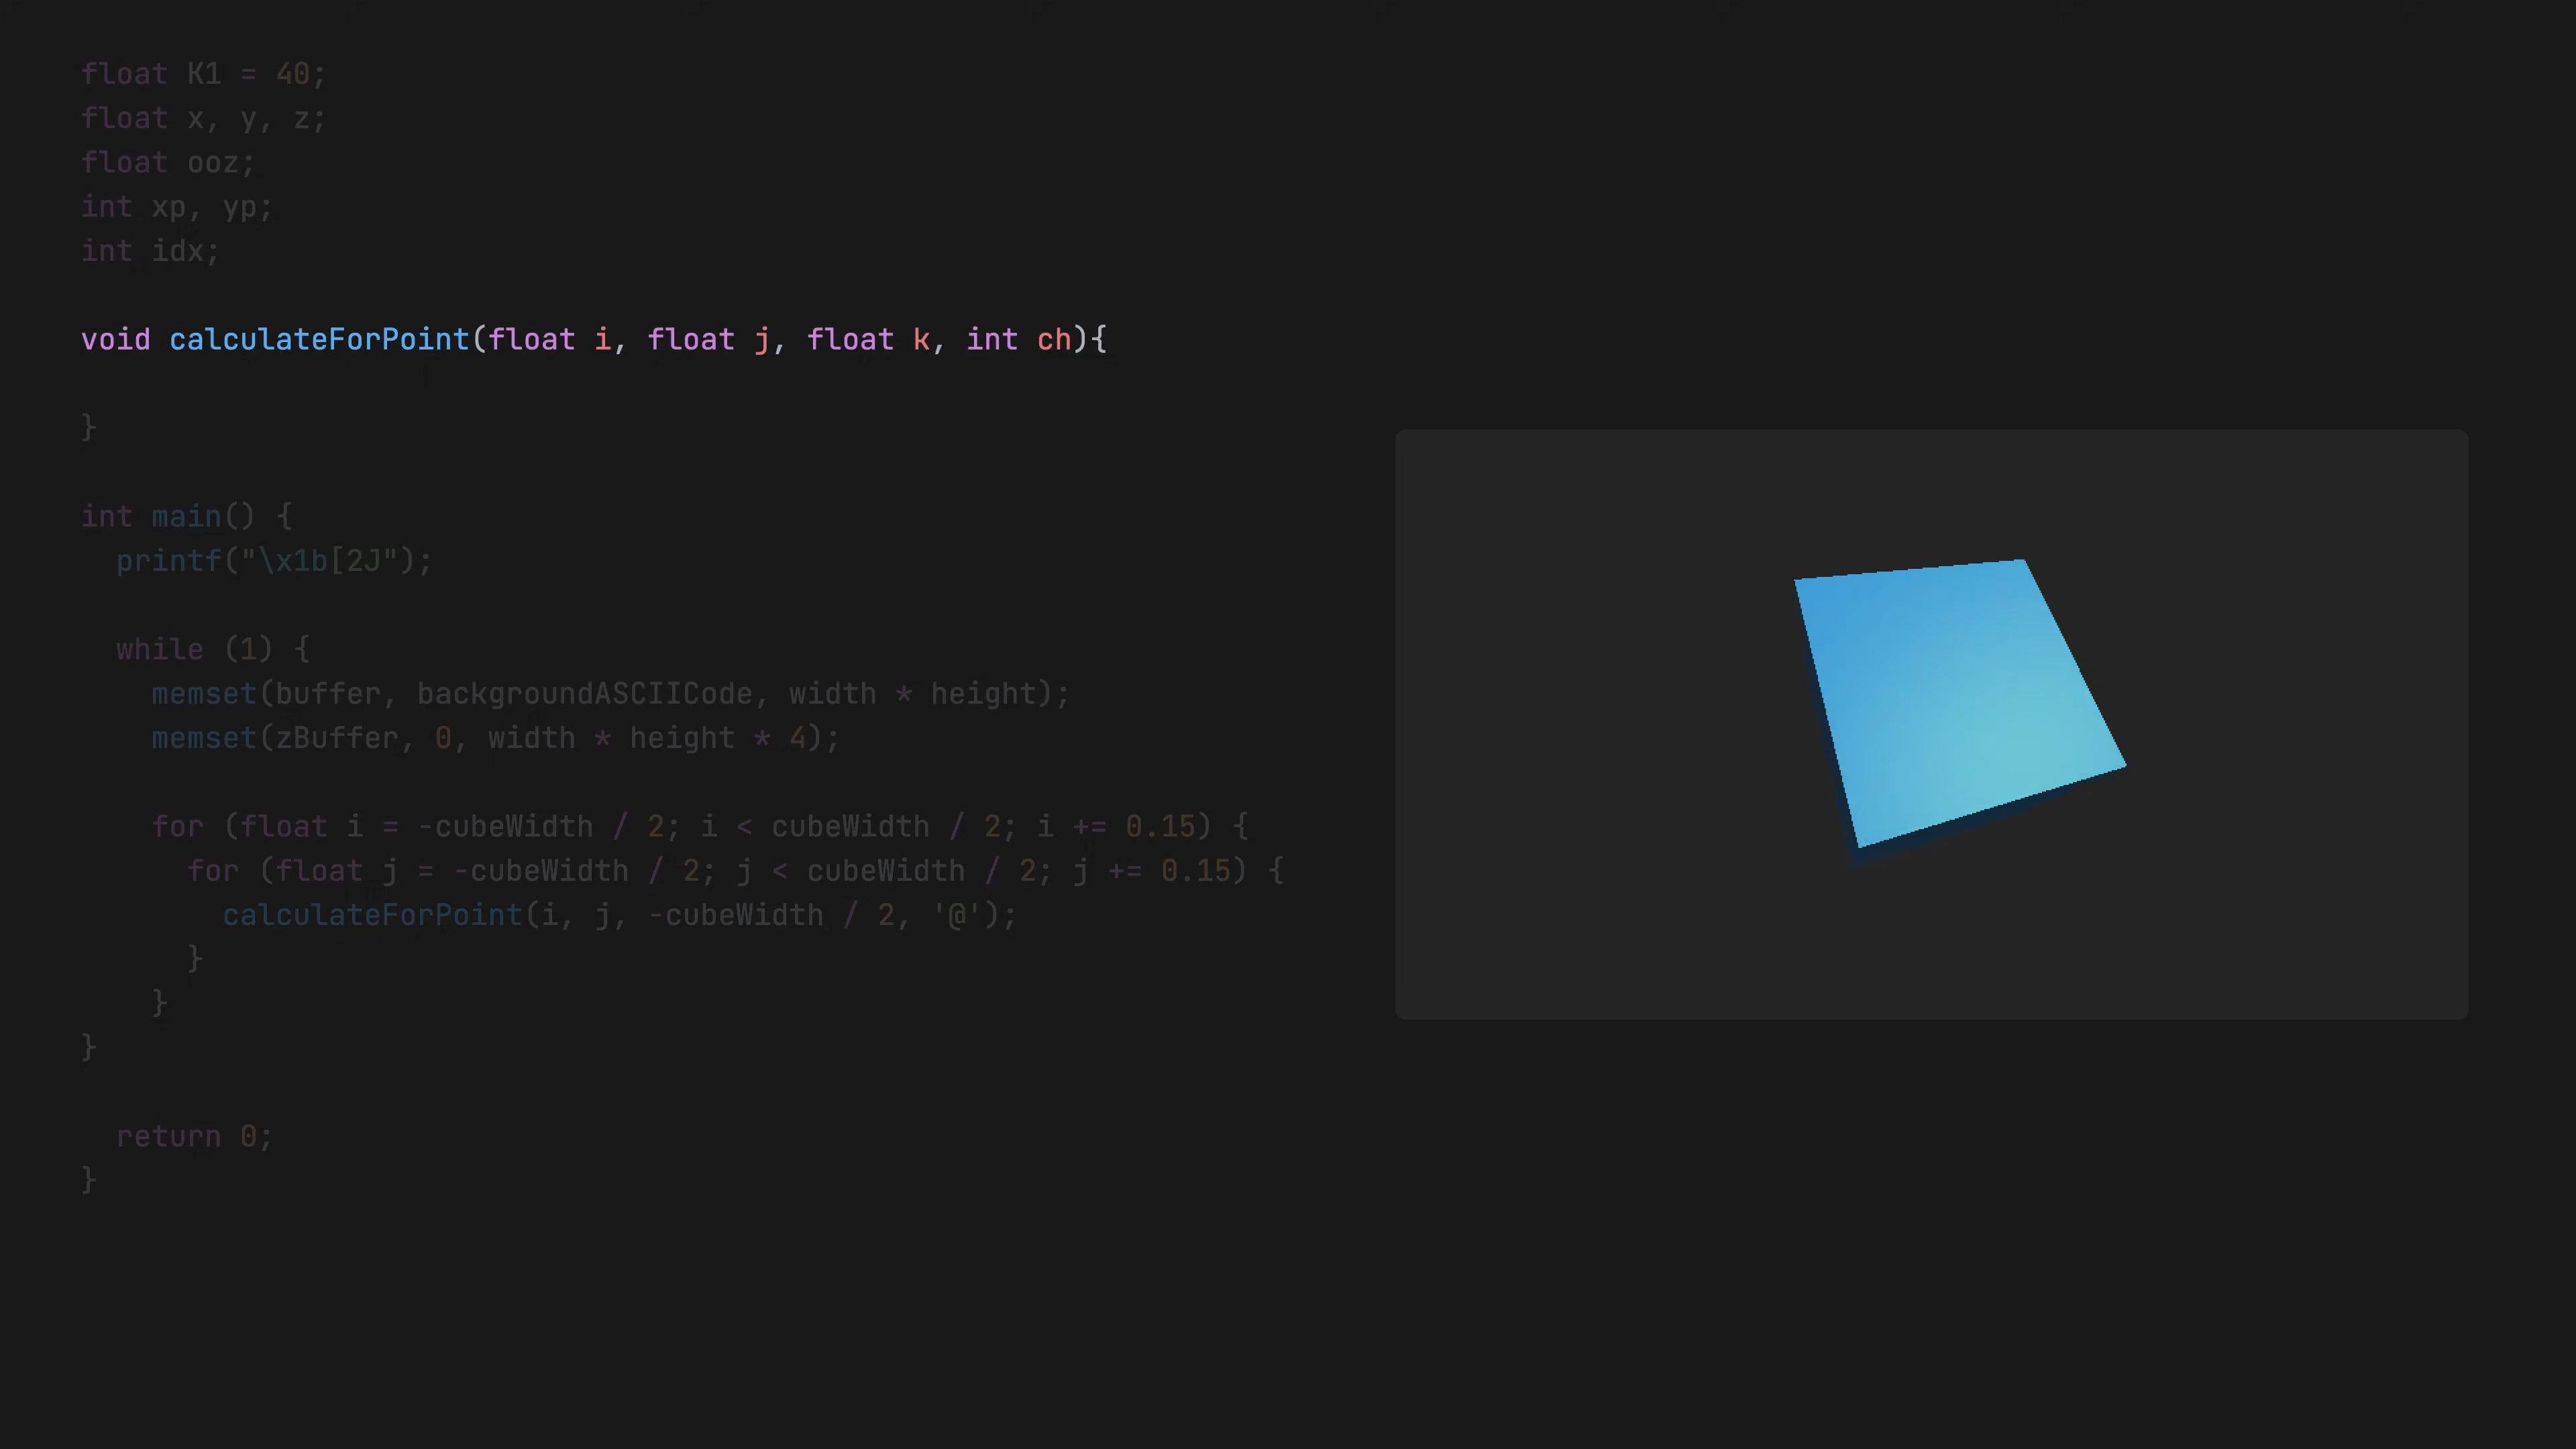 float K1 = 40;
float x, y, z;
float ooz;
int xp, yp;
int idx;
void calculateForPoint(float i, float j, float k, int ch){
}
int main() {
printf("\x1b[2J");
while (1) {
memset(buffer, backgroundASCIICode, width * height);
memset(zBuffer, 0, width * height * 4);
for (float i = -cubeWidth / 2; i < cubeWidth / 2; i += 0.15) {
for (float j = -cubeWidth / 2; j < cubeWidth / 2; j += 0.15) {
calculateForPoint(i, j, -cubeWidth / 2, '@');
}
}
}
return 0;
}